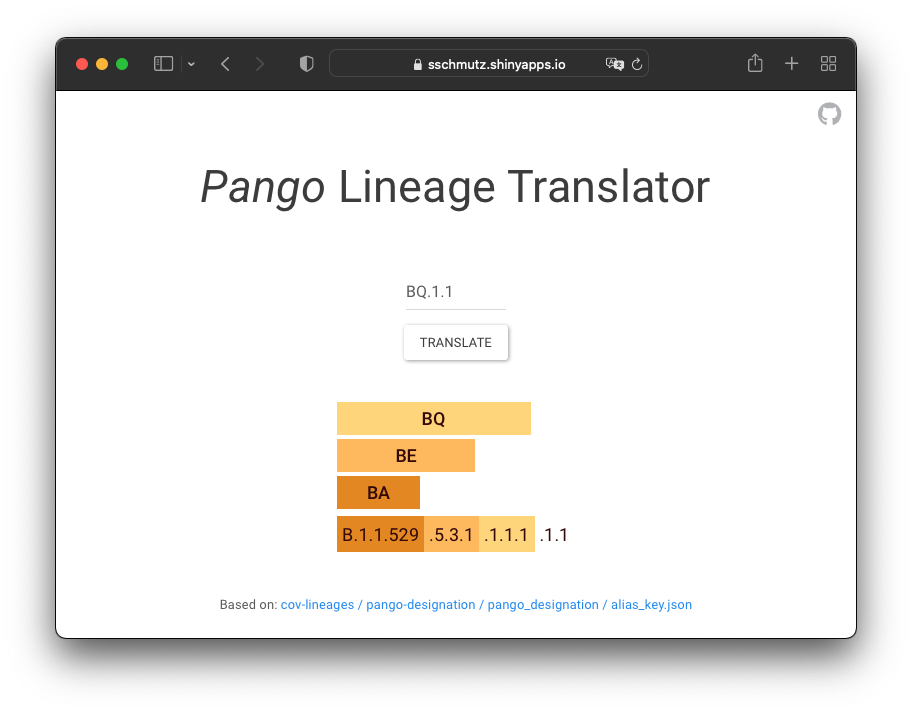 sschmutz.shinyapps.io
Pango Lineage Translator
BQ.1.1
TRANSLATE
BQ
BE
BA
B.1.1.529 .5.3.1 .1.1.1 .1.1
Based on: cov-lineages / pango-designation / pango_designation / alias_key.json